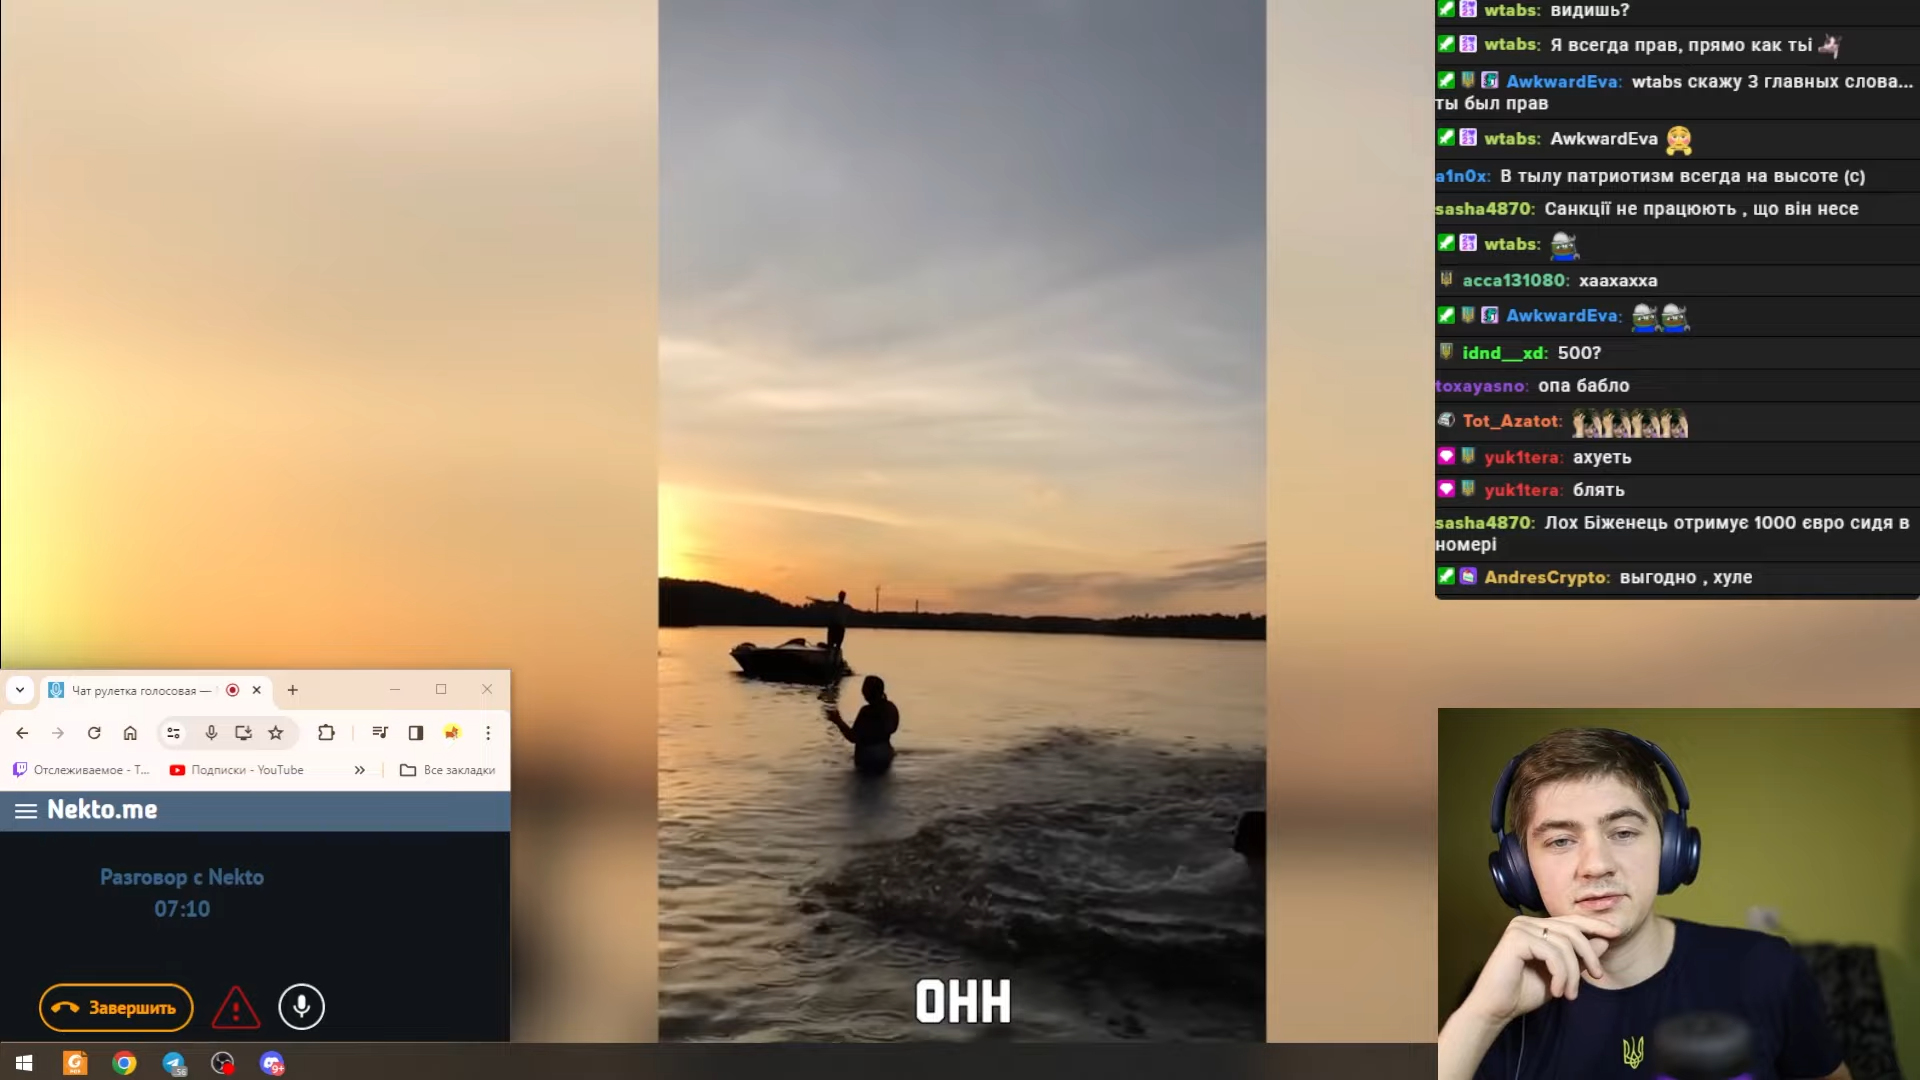 wtabs: видишь?
wtabs: Я всегда прав, прямо как ты
AwkwardEva: wtabs скажу 3 главных слова...
ты был прав
wtabs: AwkwardEva
a1n0x: В тылу патриотизм всегда на высоте (с)
sasha4870: Санкції не працюють , що він несе
wtabs:
acca131080: хаахахха
AwkwardEva:
idnd__xd: 500?
toxayasno: опа бабло
Tot_Azatot:
yuk1tera: ахуеть
yuk1tera: блять
sasha4870: Лох Біженець отримує 1000 євро сидя в
номері
AndresCrypto: выгодно , хуле
Чат рулетка голосовая —
Отслеживаемое - T...
Подписки - YouTube
Все закладки
Nekto.me
Разговор с Nekto
07:10
Завершить
ОНН
56
9+